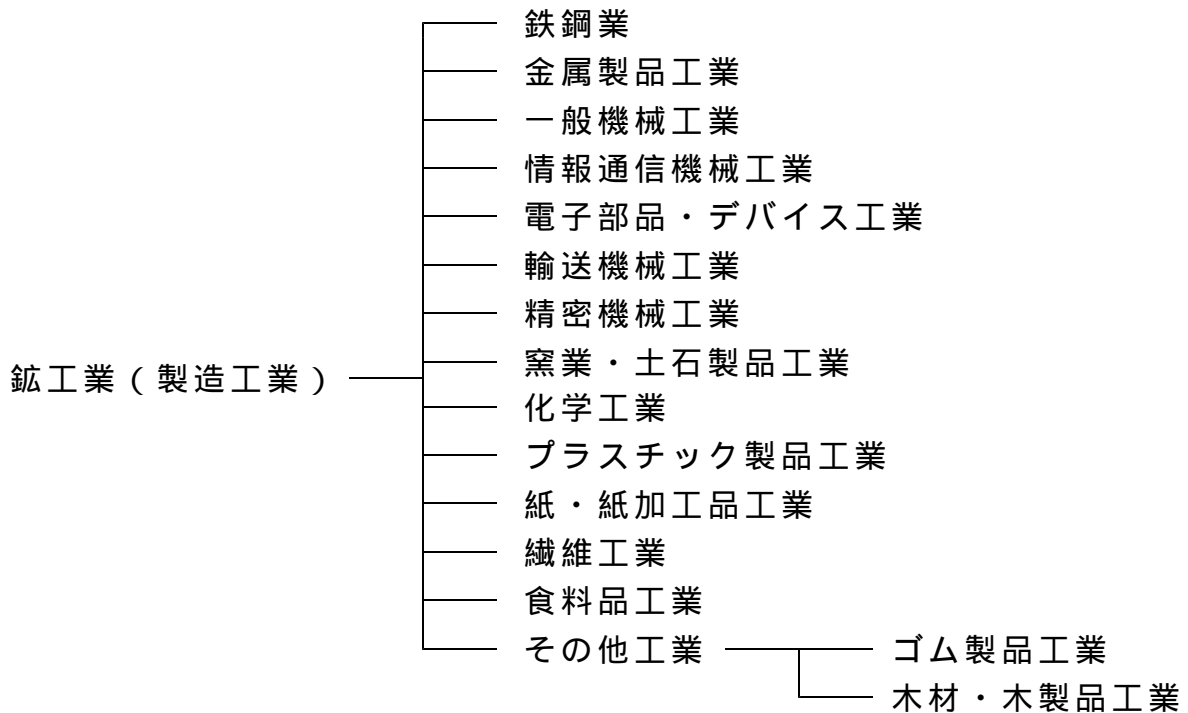 鉄鋼業
金属製品工業
一般機械工業
情報通信機械工業
電子部品・デバイス工業
輸送機械工業
精密機械工業
窯業・土石製品工業
鉱工業（製造工業）
化学工業
プラスチック製品工業
紙・紙加工品工業
繊維工業
食料品工業
その他工業
ゴム製品工業
木材・木製品工業